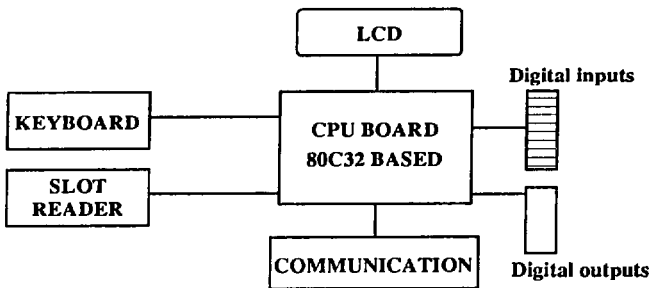 LCD
Digital inputs
KEYBOARD
CPU BOARD
80C32 BASED
SLOT
READER
COMMUNICATION
Digital outputs